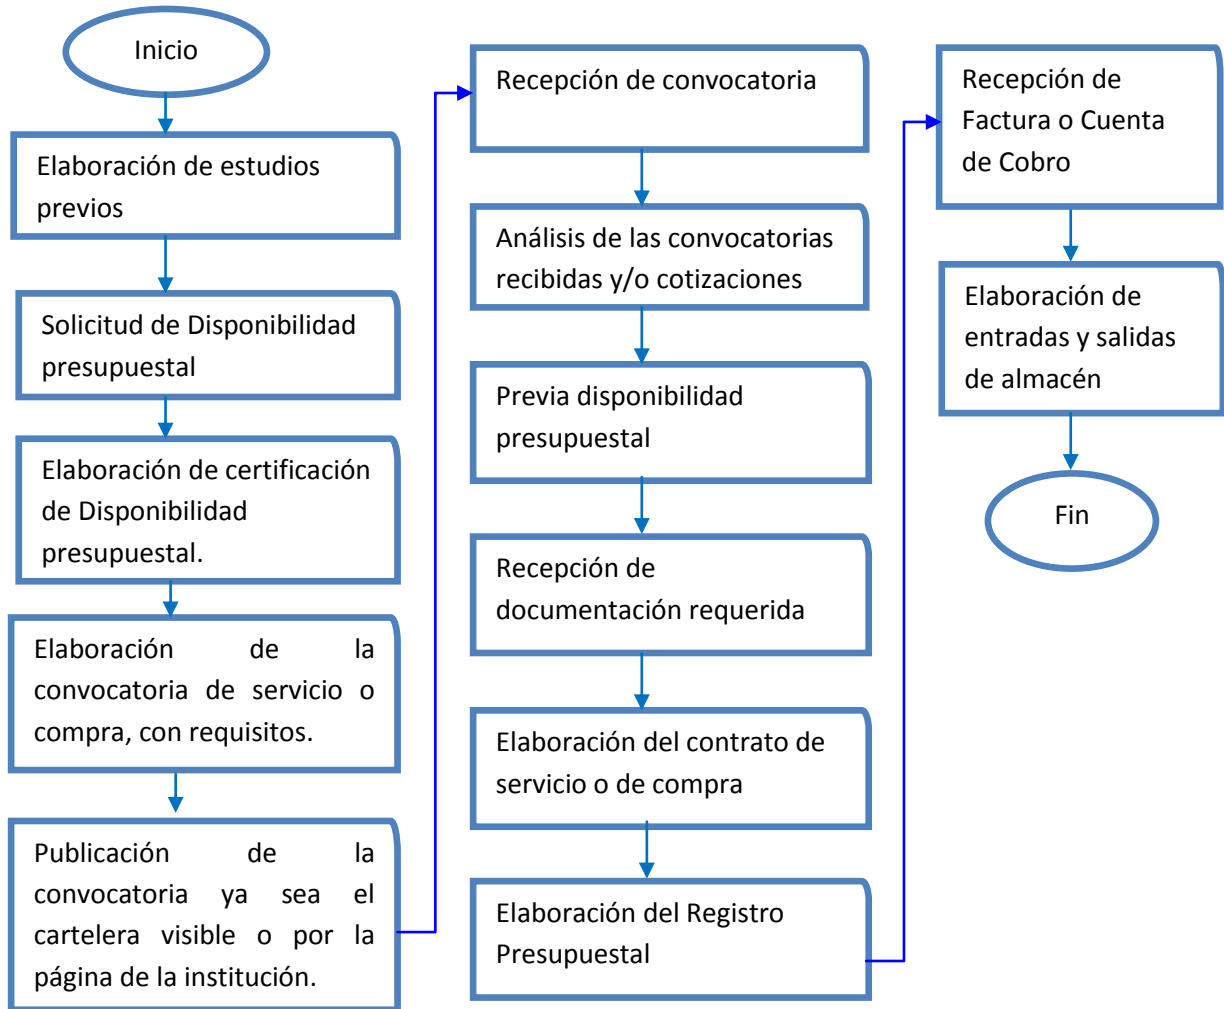 Inicio
Elaboración de estudios
previos
Solicitud de Disponibilidad
presupuestal
Elaboración de certificación
de Disponibilidad
presupuestal.
Elaboración de la
convocatoria de servicio o
compra, con requisitos.
Publicación de la
convocatoria ya sea el
cartelera visible o por la
página de la institución.
Recepción de convocatoria
Análisis de las convocatorias
recibidas y/o cotizaciones
Previa disponibilidad
presupuestal
Recepción de
documentación requerida
Elaboración del contrato de
servicio o de compra
Elaboración del Registro
Presupuestal
Recepción de
Factura o Cuenta
de Cobro
Elaboración de
entradas y salidas
de almacén
Fin